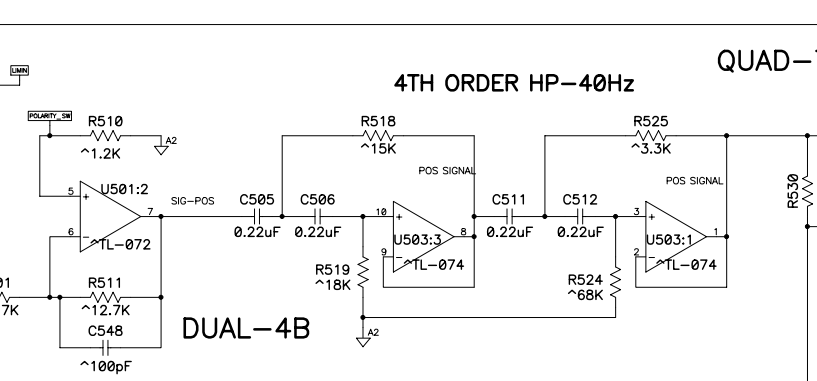 QUAD-
LIMIN
4TH ORDER HP-40Hz
POLARITY_SW
R510
^1.2K
A2
R518
^15K
R525
^3.3K
POS SIGNAL
POS SIGNAL
5
+
U501:2
7
6
-
^TL-072
SIG-POS
C505
0.22uF
C506
0.22uF
10
+
U503:3
8
9
-
^TL-074
C511
0.22uF
C512
0.22uF
3
+
U503:1
1
2
-
^TL-074
R530
R519
^18K
R524
^68K
01
7K
R511
^12.7K
C548
^100pF
DUAL-4B
A2